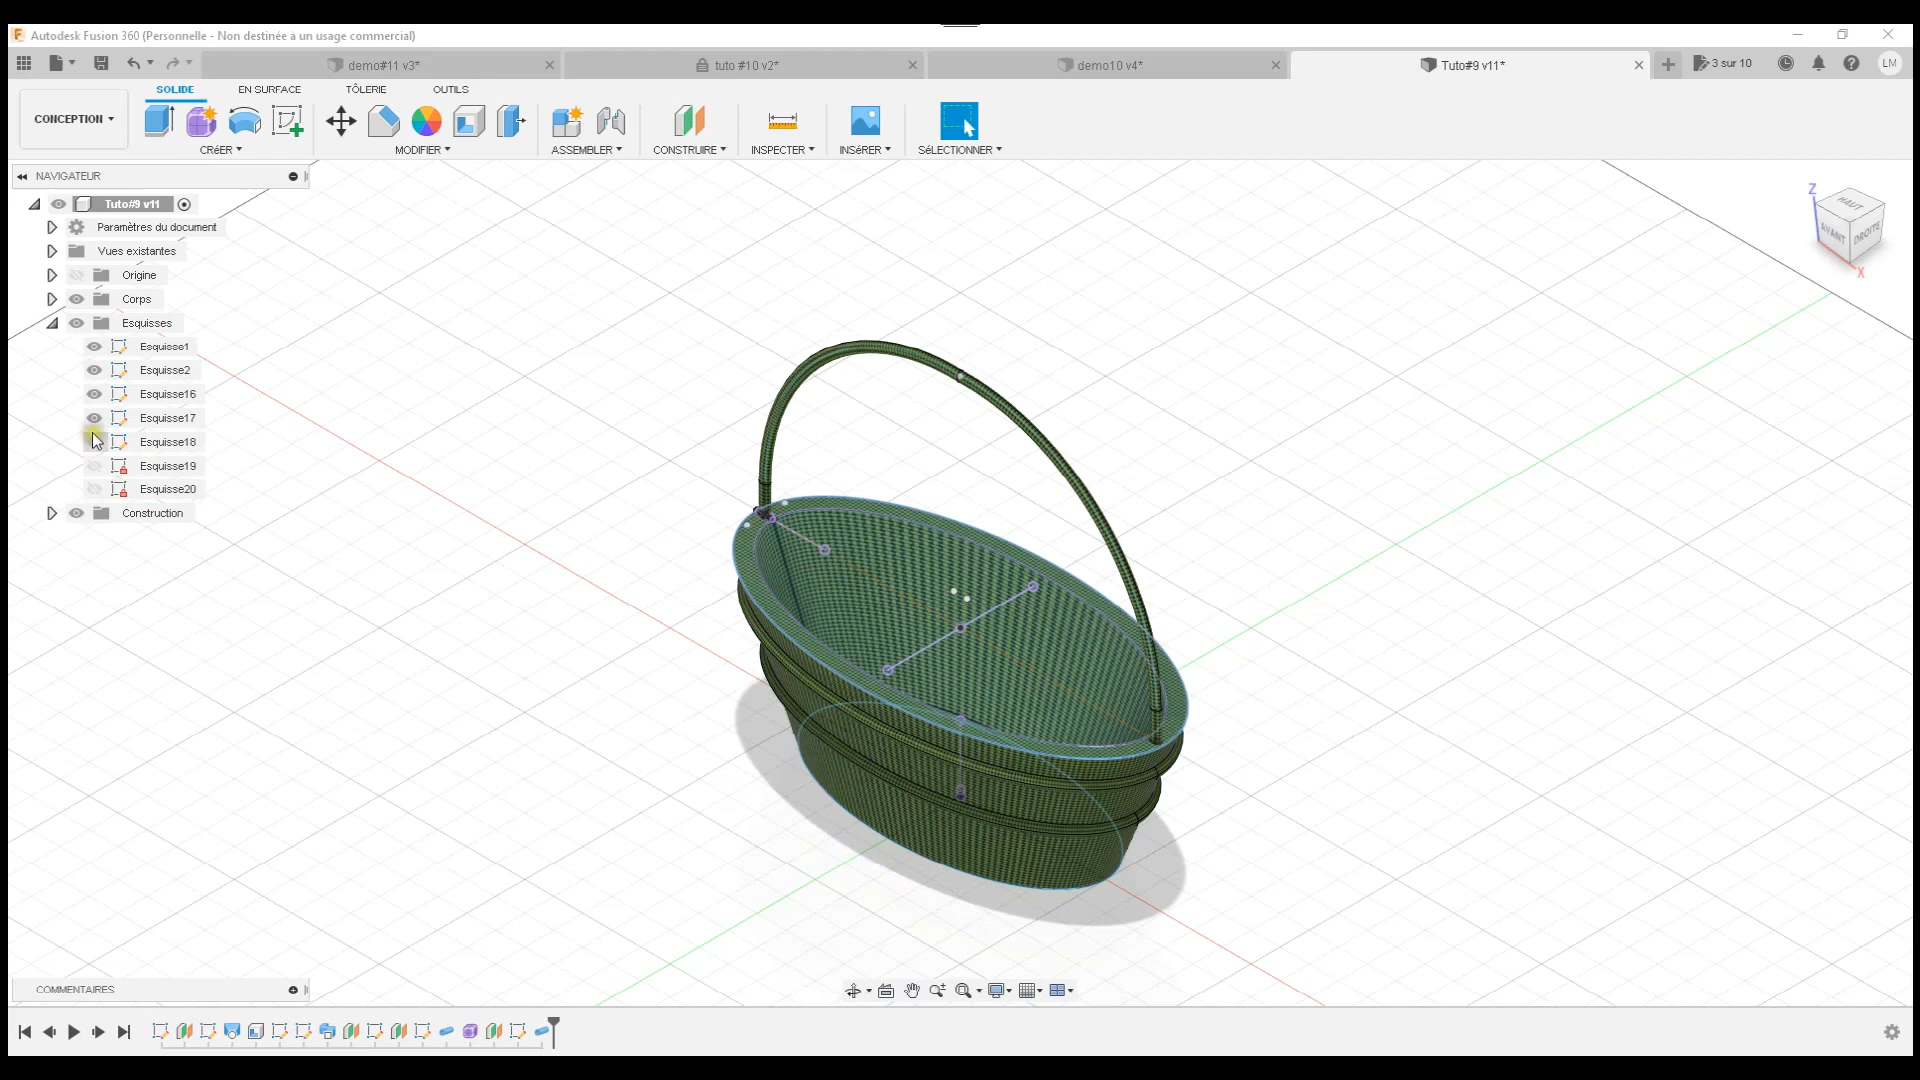 Autodesk Fusion 360 (Personnelle - Non destinée à un usage commercial)
demo#11 v3*
tuto #10 v2*
demo10 v4*
Tuto#9 v11*
3 sur 10
LM
SOLIDE
EN SURFACE
TÔLERIE
OUTILS
CONCEPTION
CRéER
MODIFIER
ASSEMBLER
CONSTRUIRE
INSPECTER
INSéRER
SéLECTIONNER
NAVIGATEUR
Tuto#9 v11
Paramètres du document
Vues existantes
Origine
Corps
Esquisses
Esquisse1
Esquisse2
Esquisse16
Esquisse17
Esquisse18
Esquisse19
Esquisse20
Construction
Z
HAUT
AVANT
DROITE
X
COMMENTAIRES